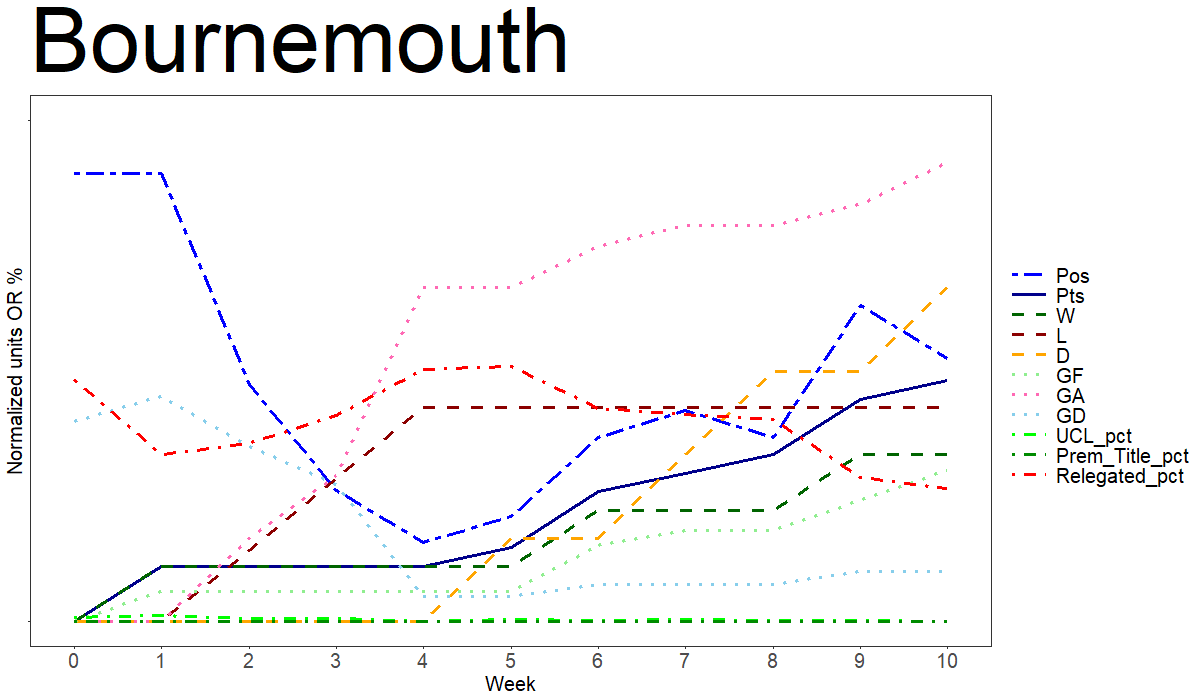 Bournemouth
Normalized units OR %
0 1 2 3 4 5 6 7 8 9 10
Week
Pos
Pts
W
L
D
GF
GA
GD
UCL_pct
Prem_Title_pct
Relegated_pct